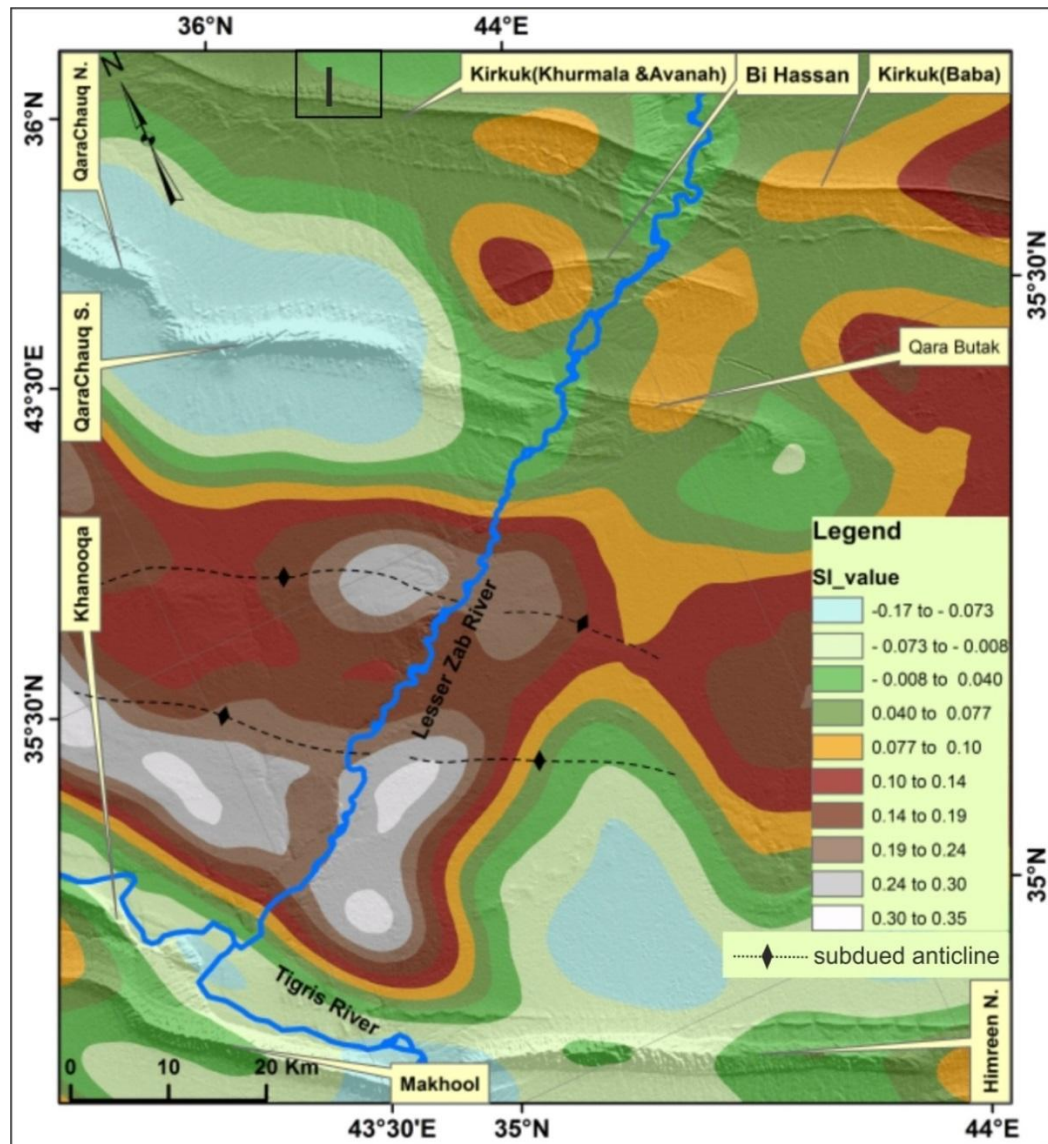 36°N
44°E
N
QaraChauq N.
Kirkuk(Khurmala &Avanah)
Bi Hassan
Kirkuk(Baba)
36°N
35°30'N
QaraChauq S.
Qara Butak
43°30'E
Khanooqa
Lesser Zab River
Legend
SI_value
-0.17 to - 0.073
- 0.073 to - 0.008
- 0.008 to 0.040
0.040 to 0.077
0.077 to 0.10
0.10 to 0.14
0.14 to 0.19
0.19 to 0.24
0.24 to 0.30
0.30 to 0.35
subdued anticline
35°30'N
35°N
Tigris River
Himreen N.
0 10 20 Km
Makhool
43°30'E
35°N
44°E